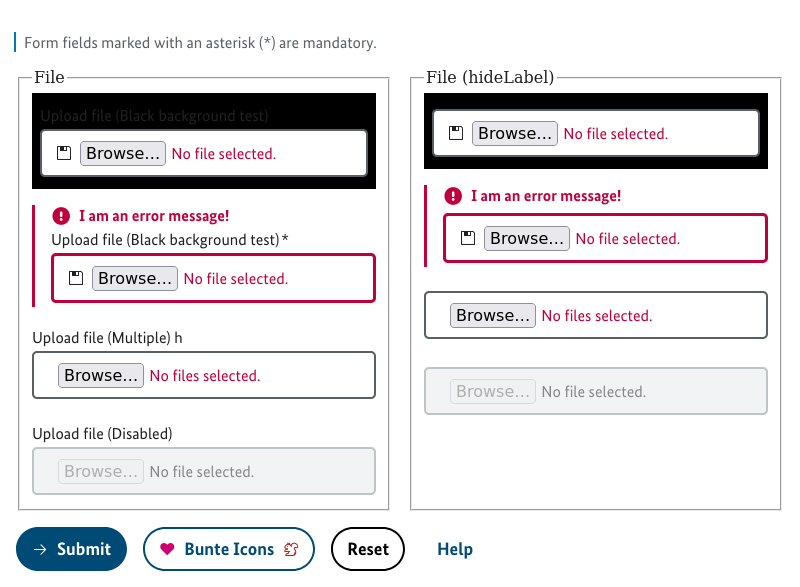 Form fields marked with an asterisk (*) are mandatory.
File
Upload file (Black background test)
Browse... No file selected.
I am an error message!
Upload file (Black background test) *
Browse... No file selected.
Upload file (Multiple) h
Browse... No files selected.
Upload file (Disabled)
Browse... No file selected.
File (hideLabel)
Browse... No file selected.
I am an error message!
Browse... No file selected.
Browse... No files selected.
Browse... No file selected.
Submit
Bunte Icons
Reset
Help